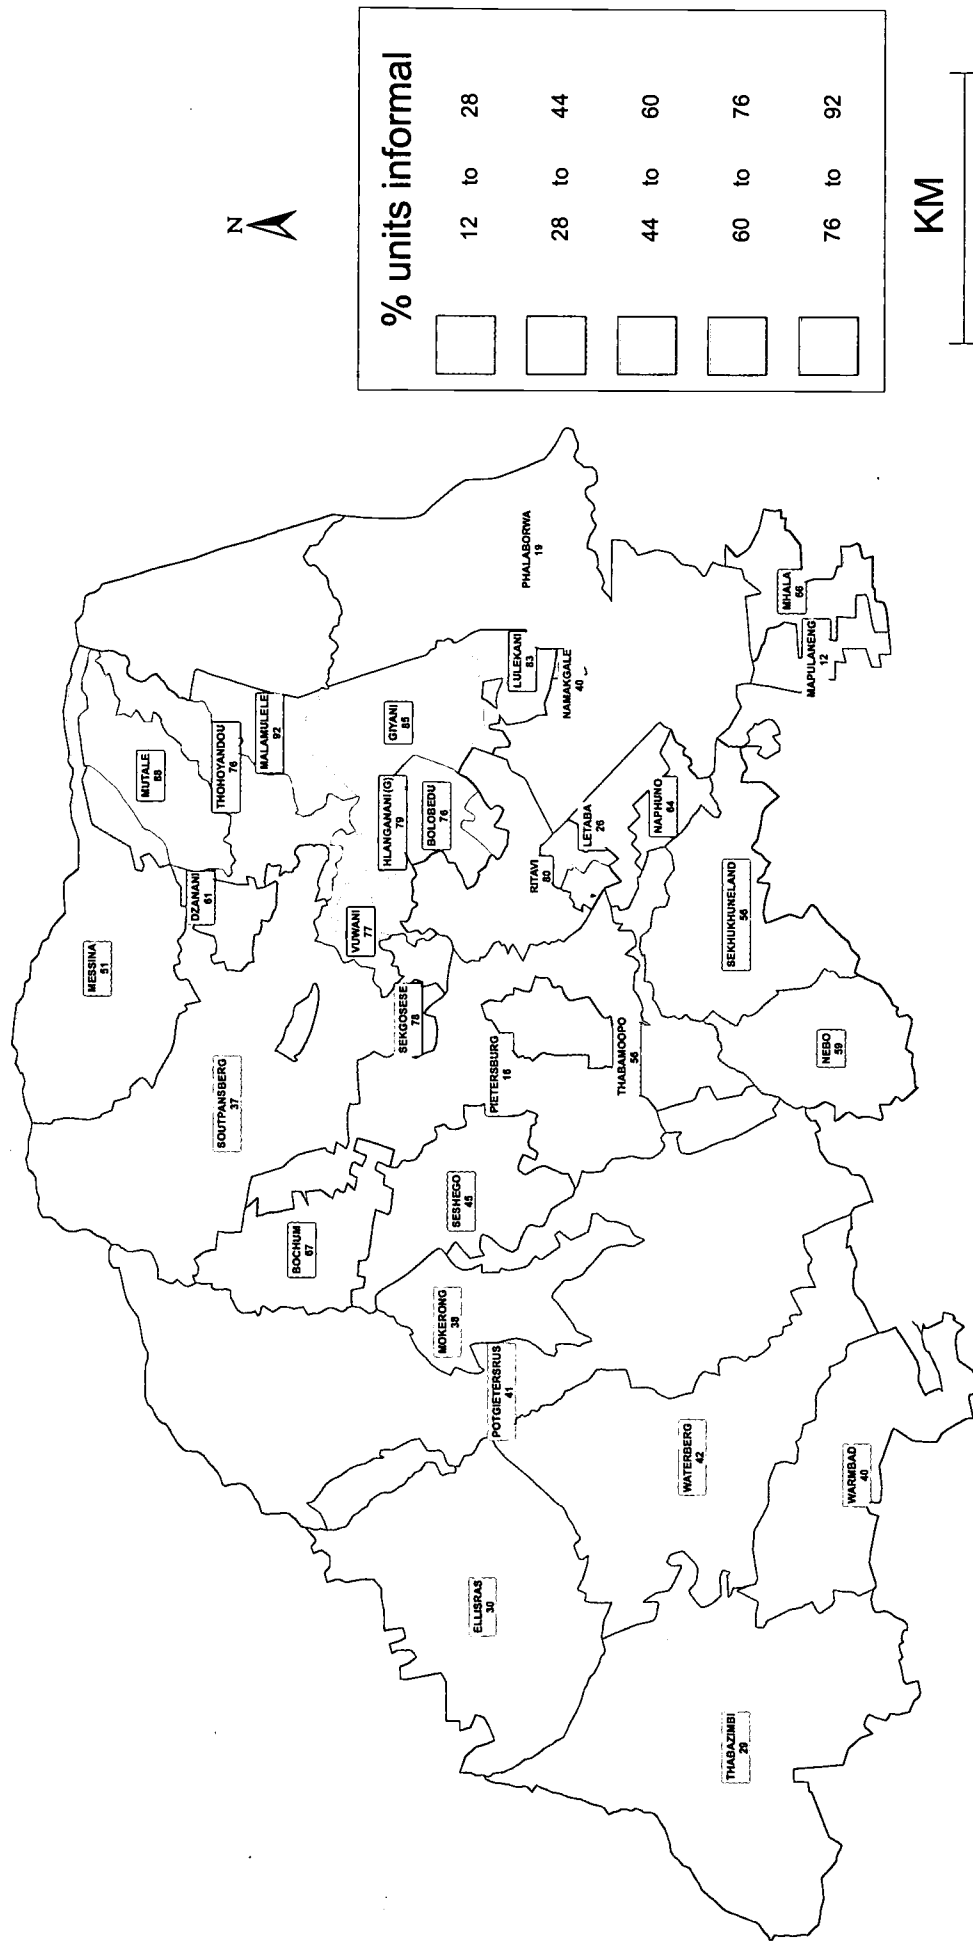 N
% units informal
12 to 28
28 to 44
44 to 60
60 to 76
76 to 92
KM
MESSINA
51
MUTALE
88
DZANANI
61
THOHOYANDOU
76
MALAMULELE
92
SOUTPANSBERG
37
BOCHUM
67
VUWANI
77
HLANGANANI(G)
79
GIYANI
85
SEKGOSESE
78
BOLOBEDU
76
MOKERONG
38
SESHEGO
45
PIETERSBURG
15
LULEKANI
83
PHALABORWA
19
ELLISRAS
30
POTGIETERSRUS
41
RITAVI
80
NAMAKGALE
40
LETABA
26
THABAMOOPO
56
NAPHUNO
64
WATERBERG
42
SEKHUKHUNELAND
56
THABAZIMBI
29
MHALA
66
MAPULANENG
12
NEBO
59
WARMBAD
40